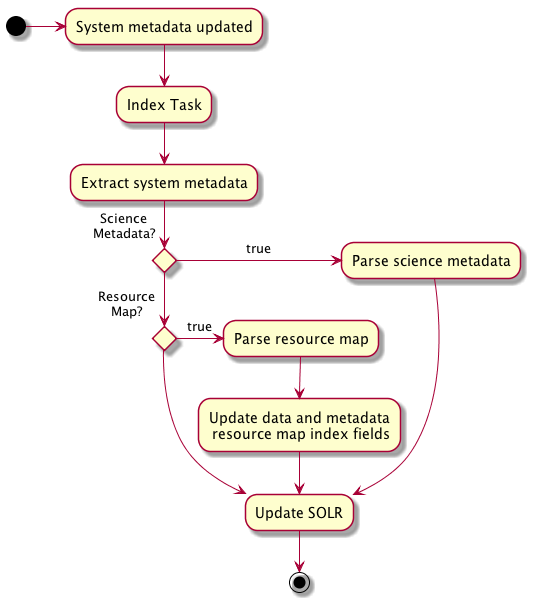 System metadata updated
Index Task
Extract system metadata
Science
Metadata?
true
Parse science metadata
Resource
Map?
true
Parse resource map
Update data and metadata
resource map index fields
Update SOLR